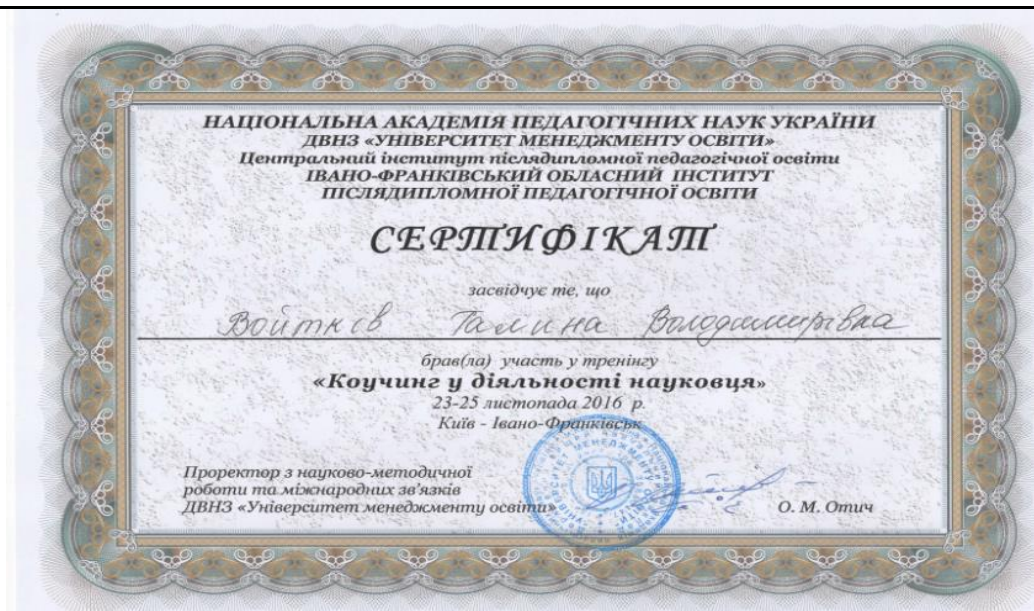 НАЦІОНАЛЬНА АКАДЕМІЯ ПЕДАГОГІЧНИХ НАУК УКРАЇНИ
ДВНЗ «УНІВЕРСИТЕТ МЕНЕДЖМЕНТУ ОСВІТИ»
Центральний інститут післядипломної педагогічної освіти
ІВАНО-ФРАНКІВСЬКИЙ ОБЛАСНИЙ ІНСТИТУТ
ПІСЛЯДИПЛОМНОЇ ПЕДАГОГІЧНОЇ ОСВІТИ
СЕРТИФІКАТ
засвідчує те, що
Войтків Галина Володимирівна
брав(ла) участь у тренінгу
«Коучинг у діяльності науковця»
23-25 листопада 2016 р.
Київ - Івано-Франківськ
Проректор з науково-методичної
роботи та міжнародних зв'язків
ДВНЗ «Університет менеджменту освіти»
О. М. Отич